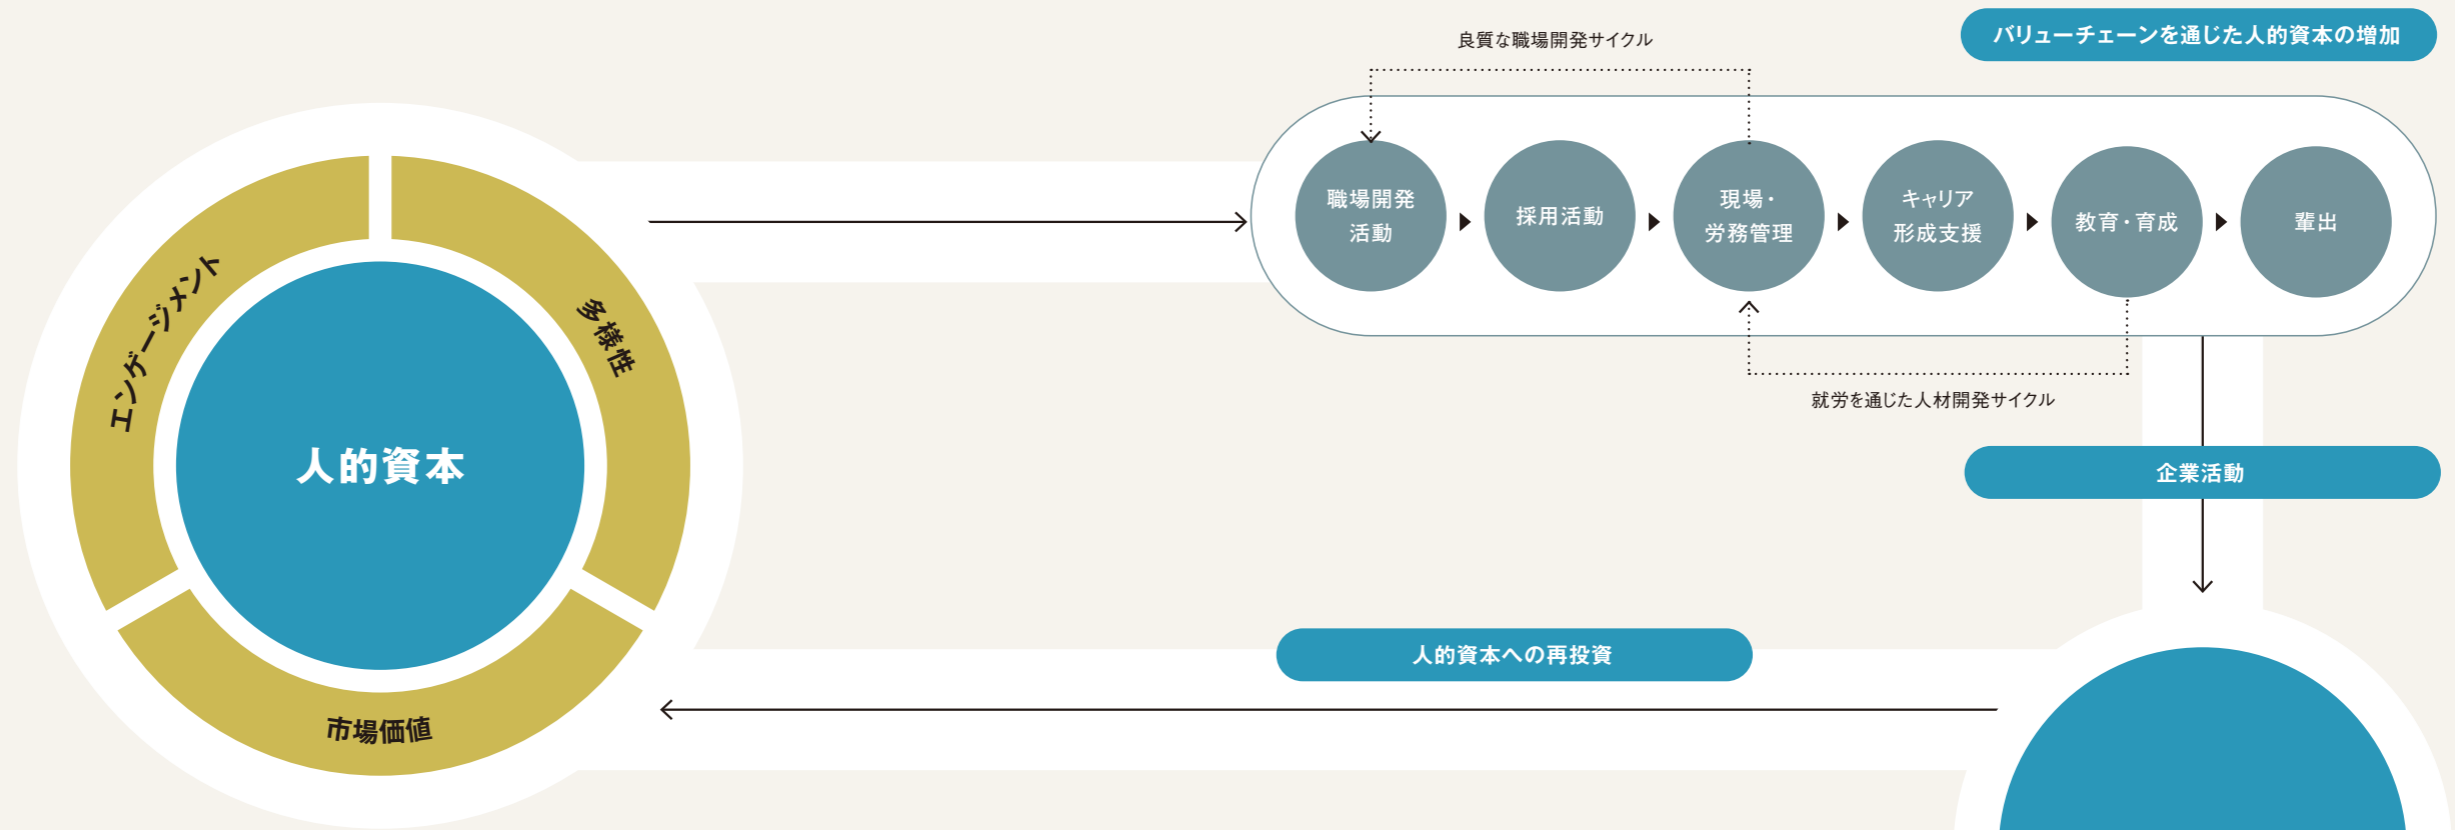 バリューチェーンを通じた人的資本の増加
良質な職場開発サイクル
職場開発
活動
採用活動
現場・
労務管理
キャリア
形成支援
教育・育成
輩出
就労を通じた人材開発サイクル
エンゲージメント
多様性
人的資本
市場価値
企業活動
人的資本への再投資